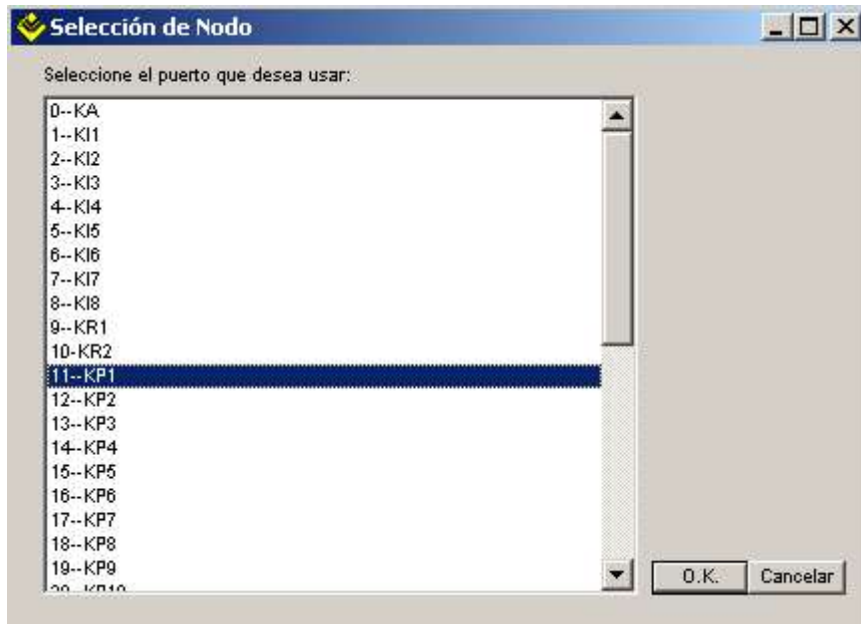 Selección de Nodo
Seleccione el puerto que desea usar:
0--KA
1--KI1
2--KI2
3--KI3
4--KI4
5--KI5
6--KI6
7--KI7
8--KI8
9--KR1
10-KR2
11--KP1
12--KP2
13--KP3
14--KP4
15--KP5
16--KP6
17--KP7
18--KP8
19--KP9
O.K. Cancelar